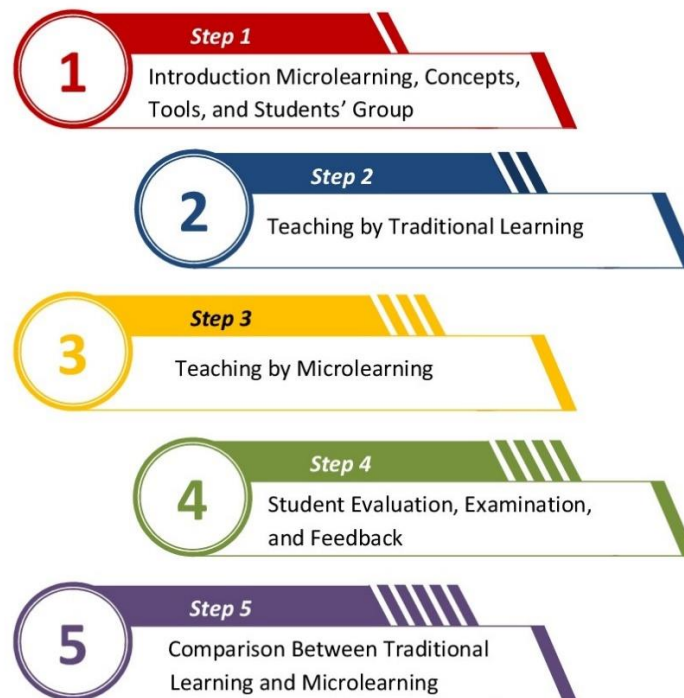 Step 1
1
Introduction Microlearning, Concepts,
Tools, and Students’ Group
Step 2
2
Teaching by Traditional Learning
Step 3
3
Teaching by Microlearning
Step 4
4
Student Evaluation, Examination,
and Feedback
Step 5
5
Comparison Between Traditional
Learning and Microlearning